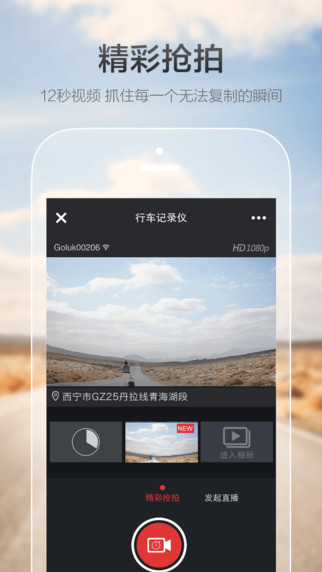 精彩抢拍
12秒视频 抓住每一个无法复制的瞬间
行车记录仪
Goluk00206
HD 1080p
西宁市GZ25丹拉线青海湖段
NEW
进入相册
精彩抢拍 发起直播